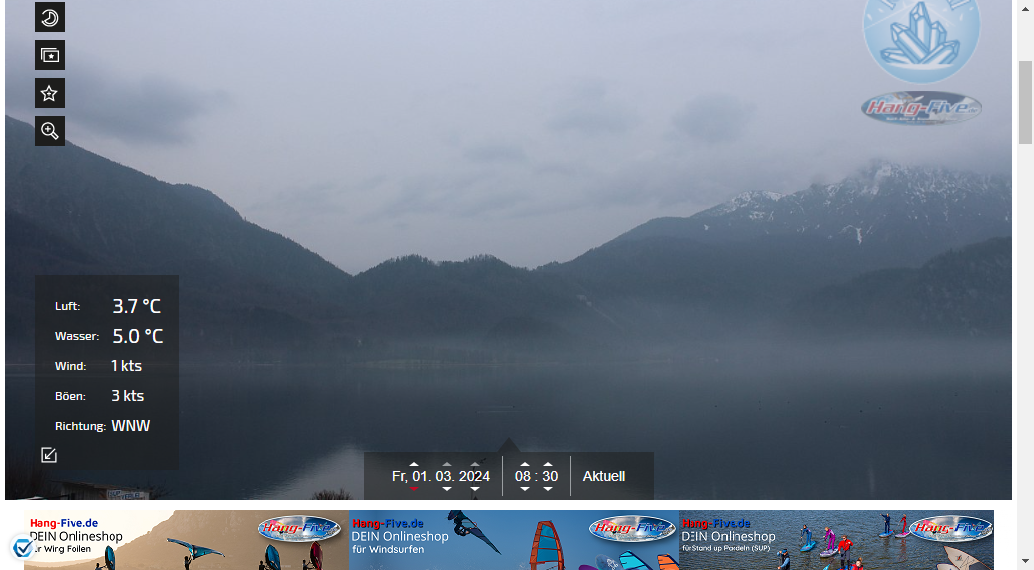 Hang-Five
Luft: 3.7 °C
Wasser: 5.0 °C
Wind: 1 kts
Böen: 3 kts
Richtung: WNW
Fr, 01. 03. 2024 08 : 30 Aktuell
Hang-Five.de
DEIN Onlineshop
für Wing Foilen
Hang-Five
Hang-Five.de
DEIN Onlineshop
für Windsurfen
Hang-Five
Hang-Five.de
DEIN Onlineshop
für Stand up Paddeln (SUP)
Hang-Five